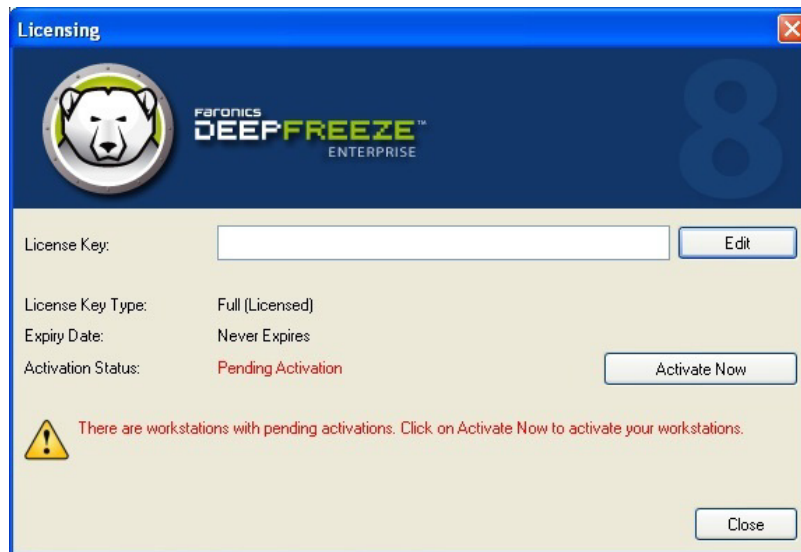 Licensing
Faronics
DEEPFREEZE™
ENTERPRISE
8
License Key:
Edit
License Key Type: Full (Licensed)
Expiry Date: Never Expires
Activation Status: Pending Activation
Activate Now
There are workstations with pending activations. Click on Activate Now to activate your workstations.
Close